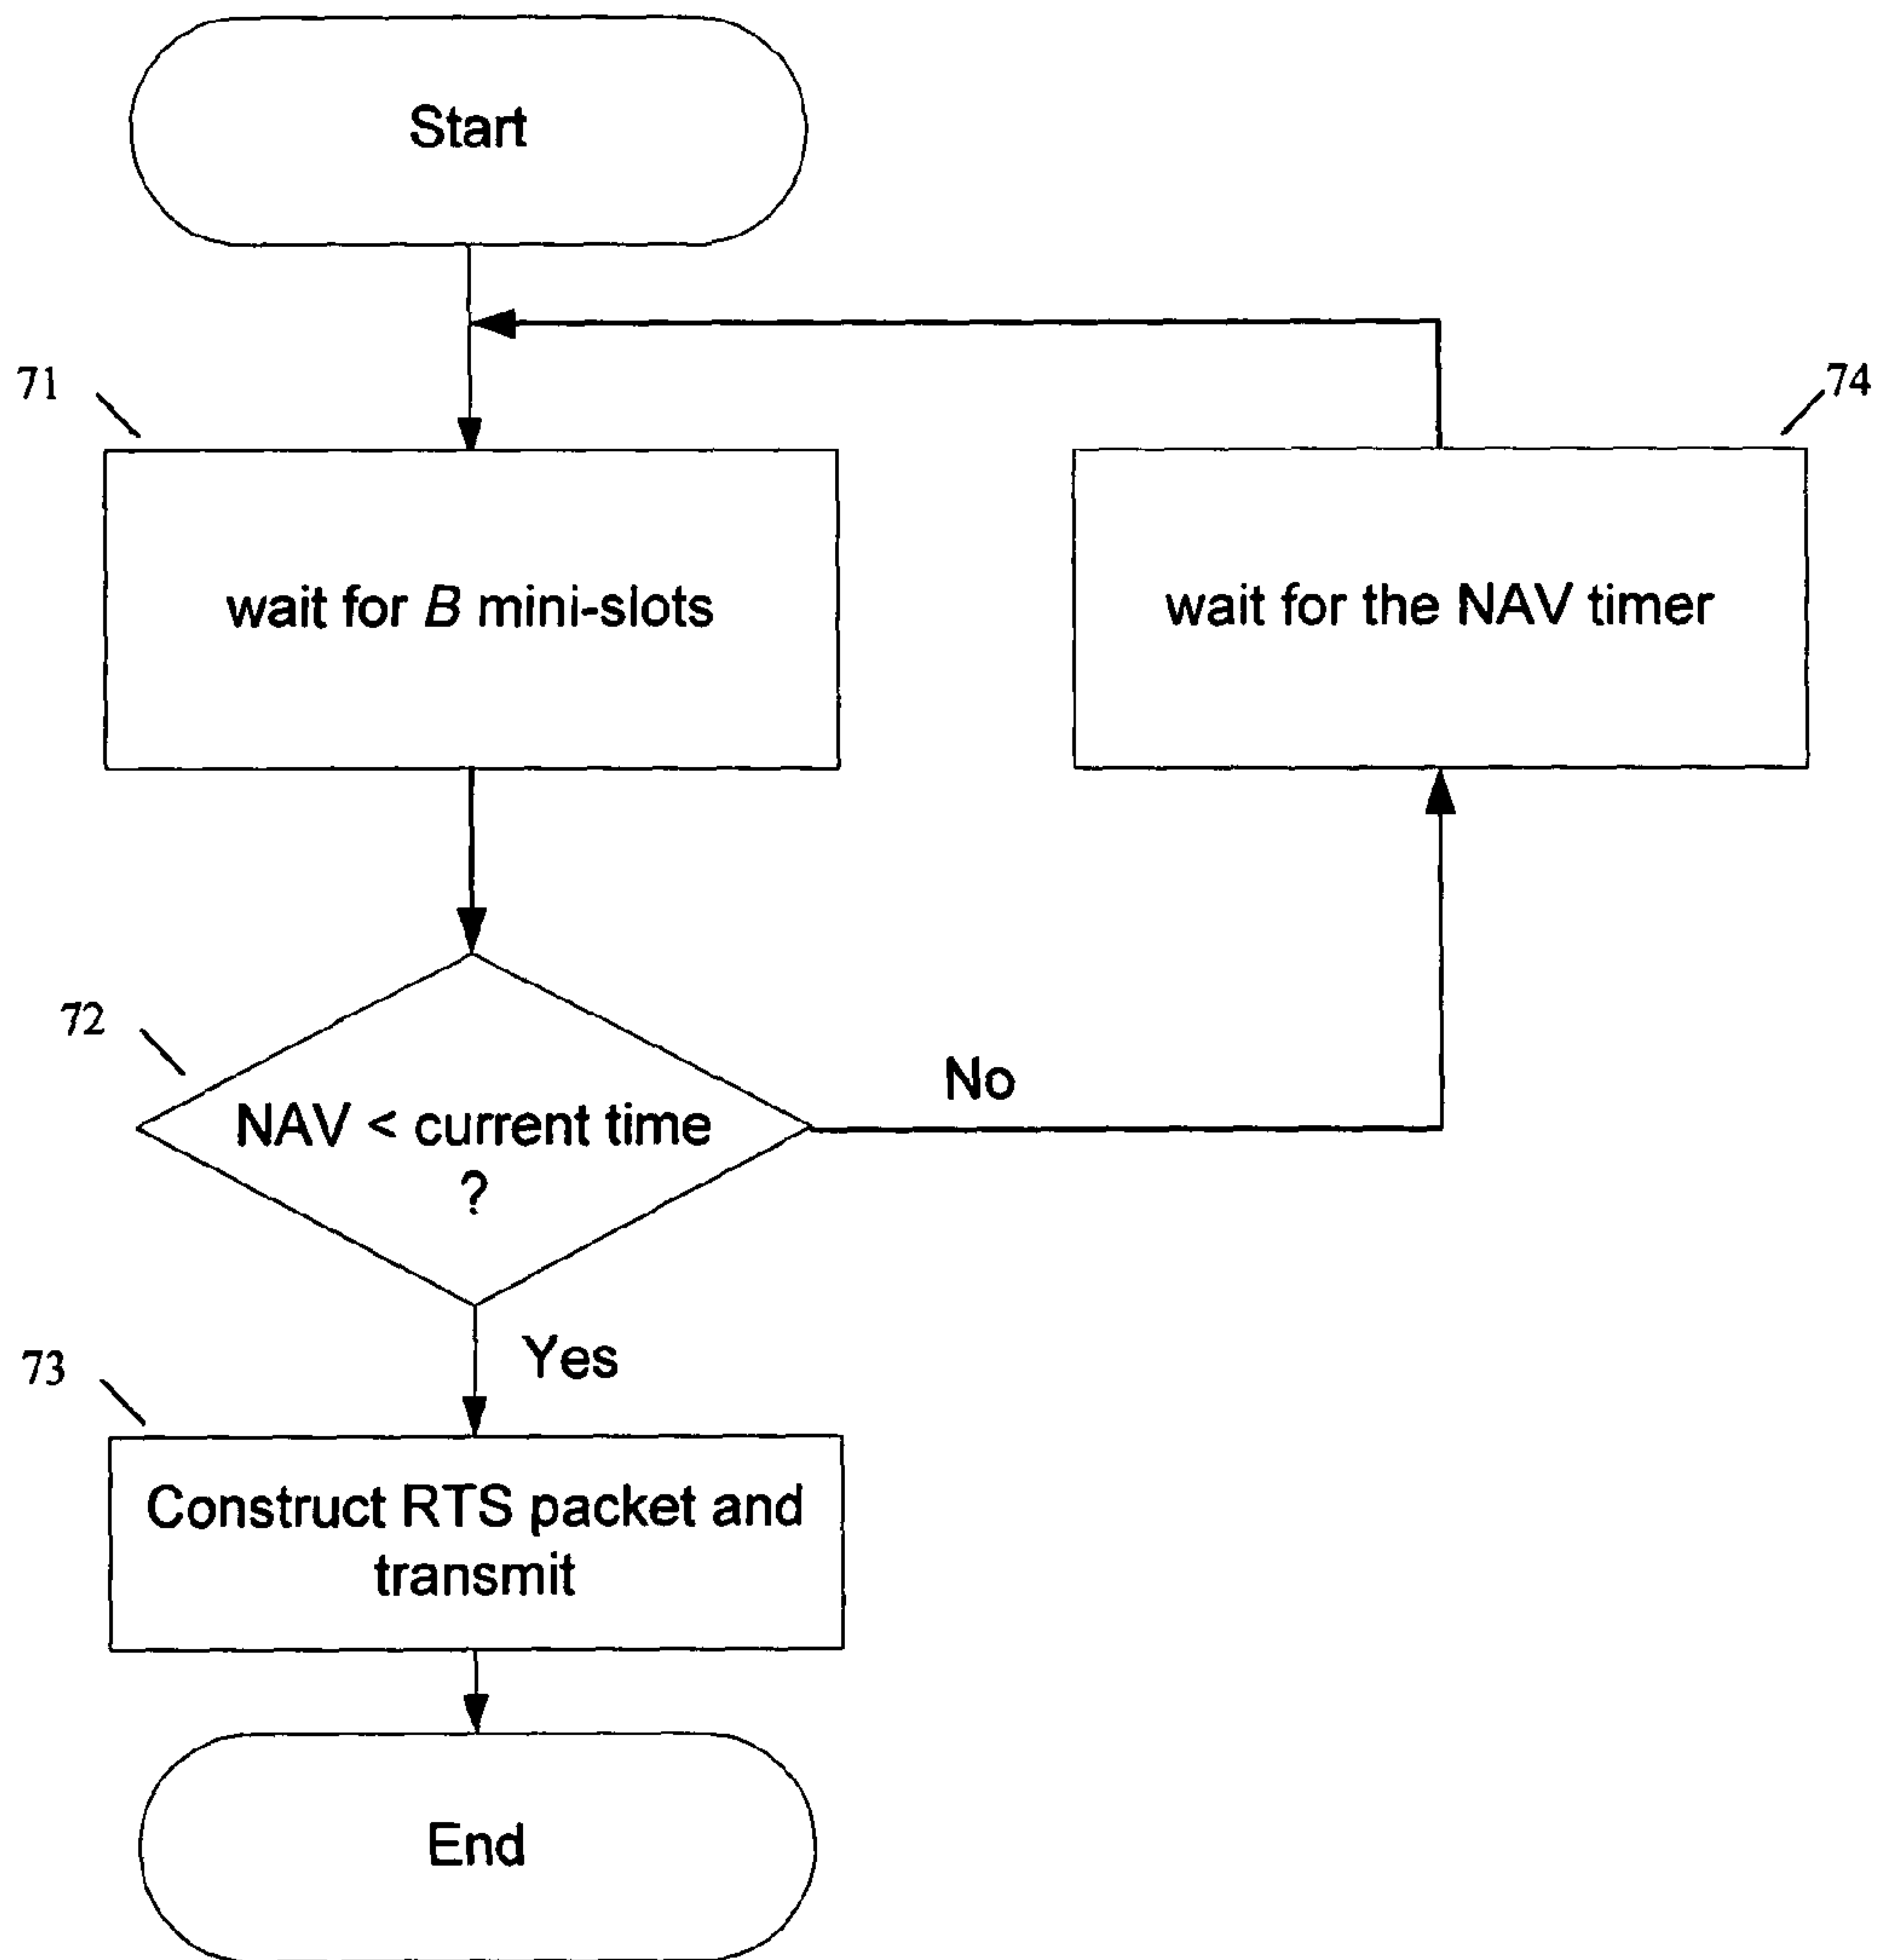 Start
71
74
wait for B mini-slots
wait for the NAV timer
72
No
NAV < current time
?
73
Yes
Construct RTS packet and
transmit
End